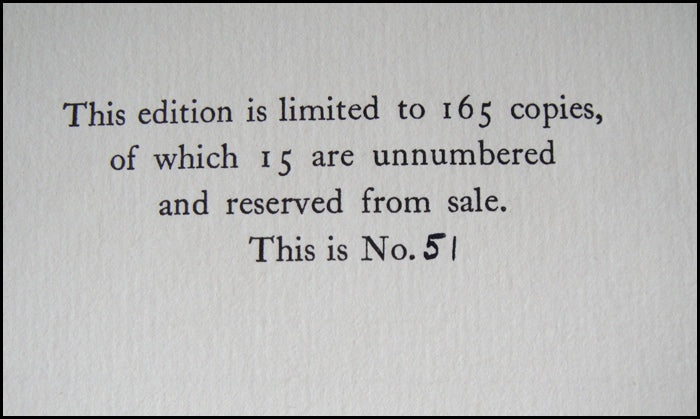 This edition is limited to 165 copies,
of which 15 are unnumbered
and reserved from sale.
This is No. 51